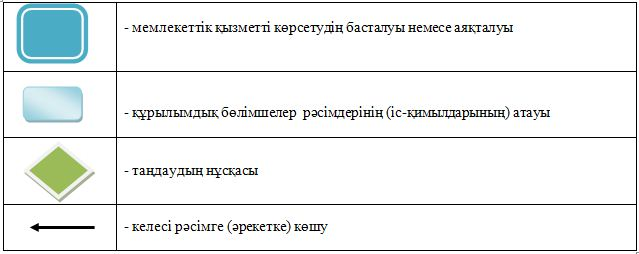 - мемлекеттік қызметті көрсетудің басталуы немесе аяқталуы
- құрылымдық бөлімшелер рәсімдерінің (іс-қимылдарының) атауы
- таңдаудың нұсқасы
- келесі рәсімге (әрекетке) көшу